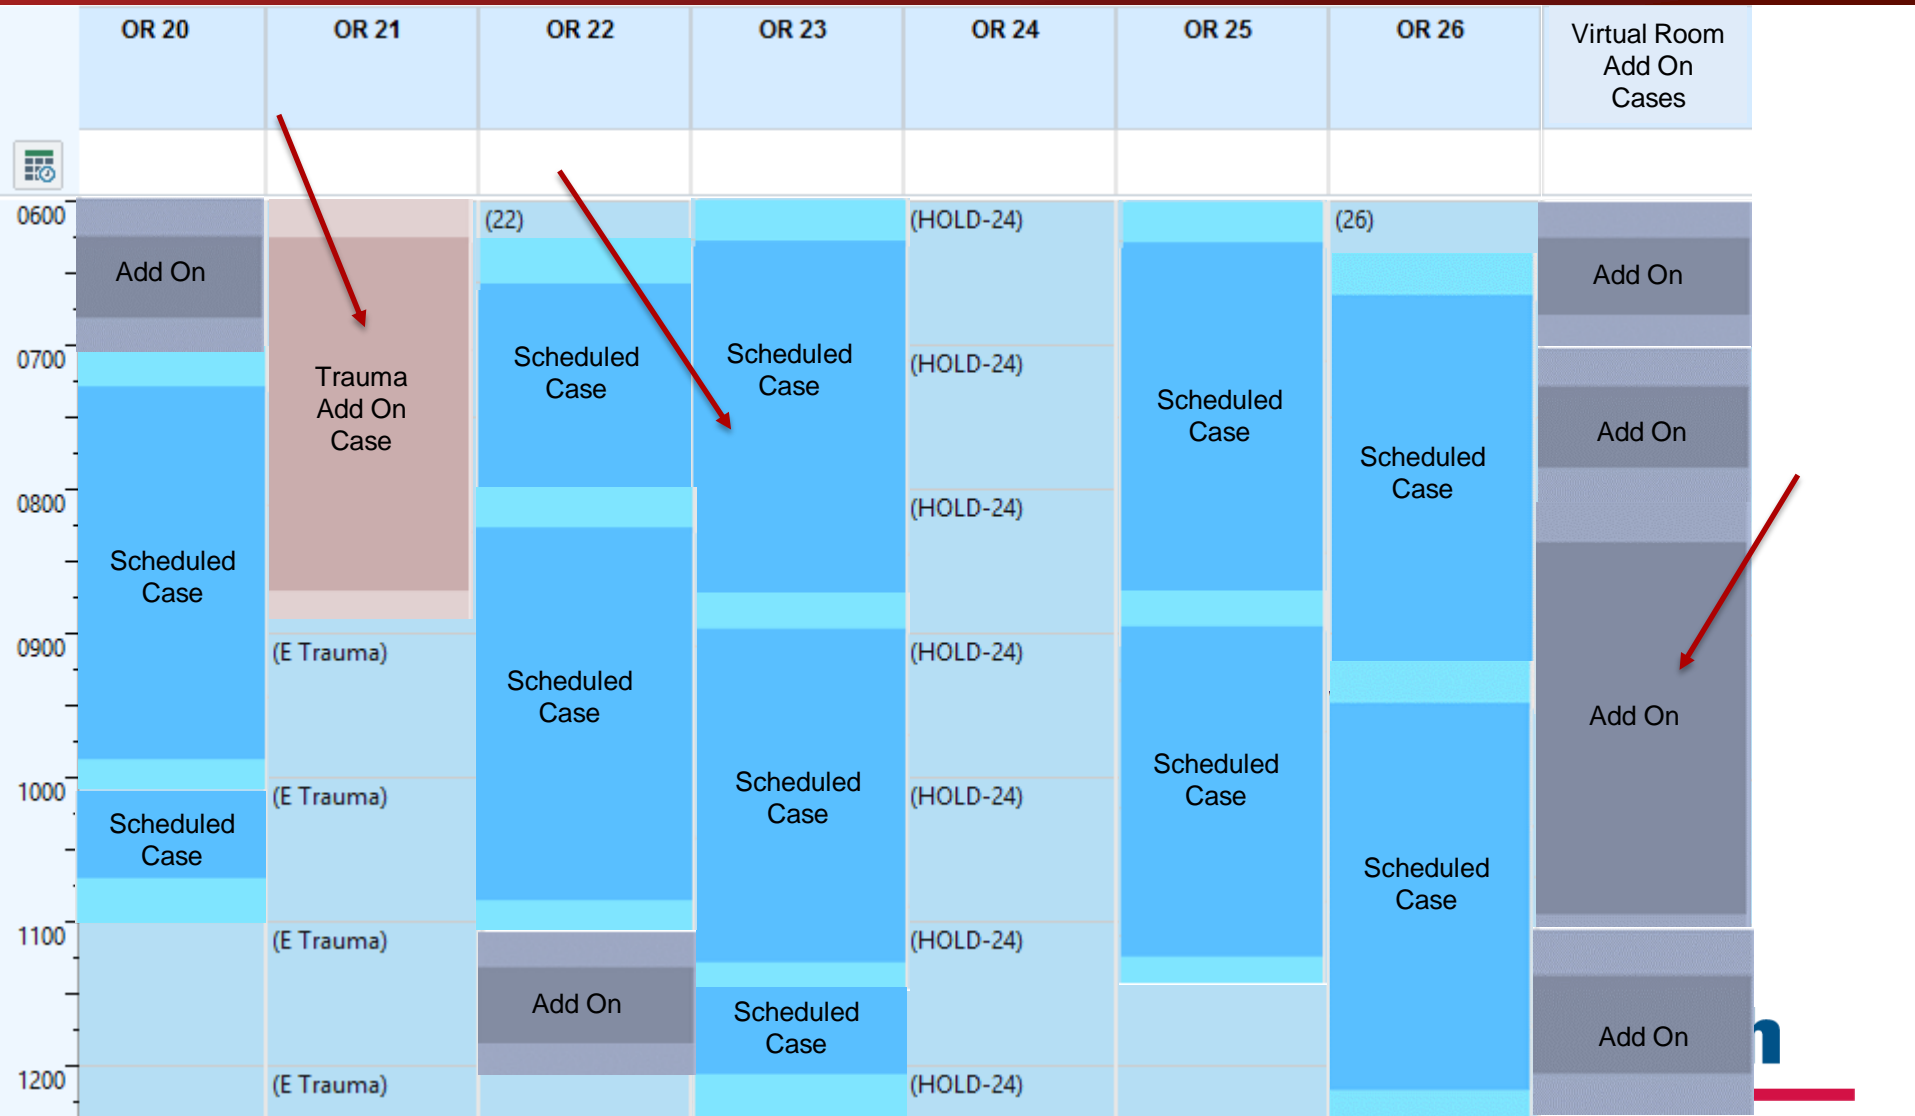 OR 20
OR 21
OR 22
OR 23
OR 24
OR 25
OR 26
Virtual Room
Add On
Cases
0600
0700
0800
0900
1000
1100
1200
Add On
Scheduled
Case
Scheduled
Case
Trauma
Add On
Case
(E Trauma)
(E Trauma)
(E Trauma)
(E Trauma)
(22)
Scheduled
Case
Scheduled
Case
Add On
Scheduled
Case
Scheduled
Case
Scheduled
Case
(HOLD-24)
(HOLD-24)
(HOLD-24)
(HOLD-24)
(HOLD-24)
(HOLD-24)
(HOLD-24)
Scheduled
Case
Scheduled
Case
(26)
Scheduled
Case
Scheduled
Case
Add On
Add On
Add On
Add On